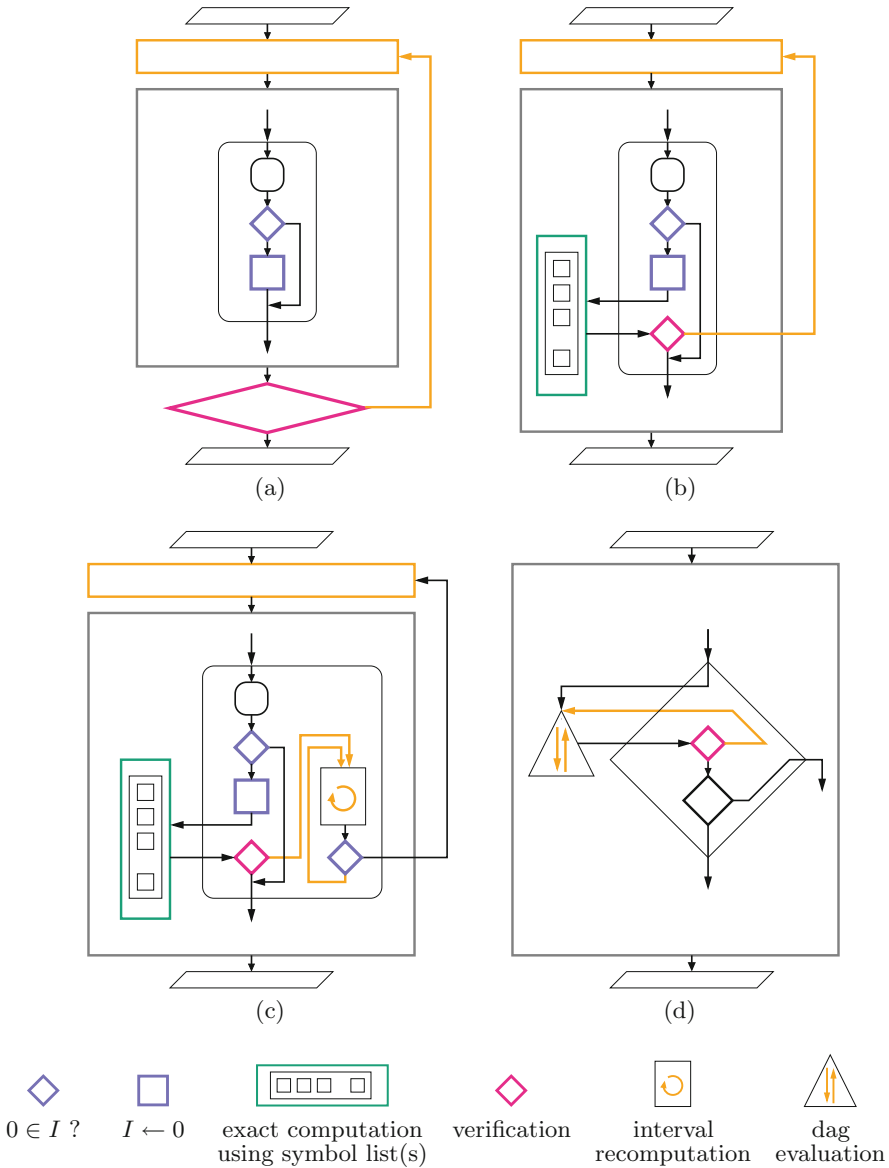 (a)
(b)
(c)
(d)
0 ∈ I ?
I ← 0
exact computation
using symbol list(s)
verification
interval
recomputation
dag
evaluation